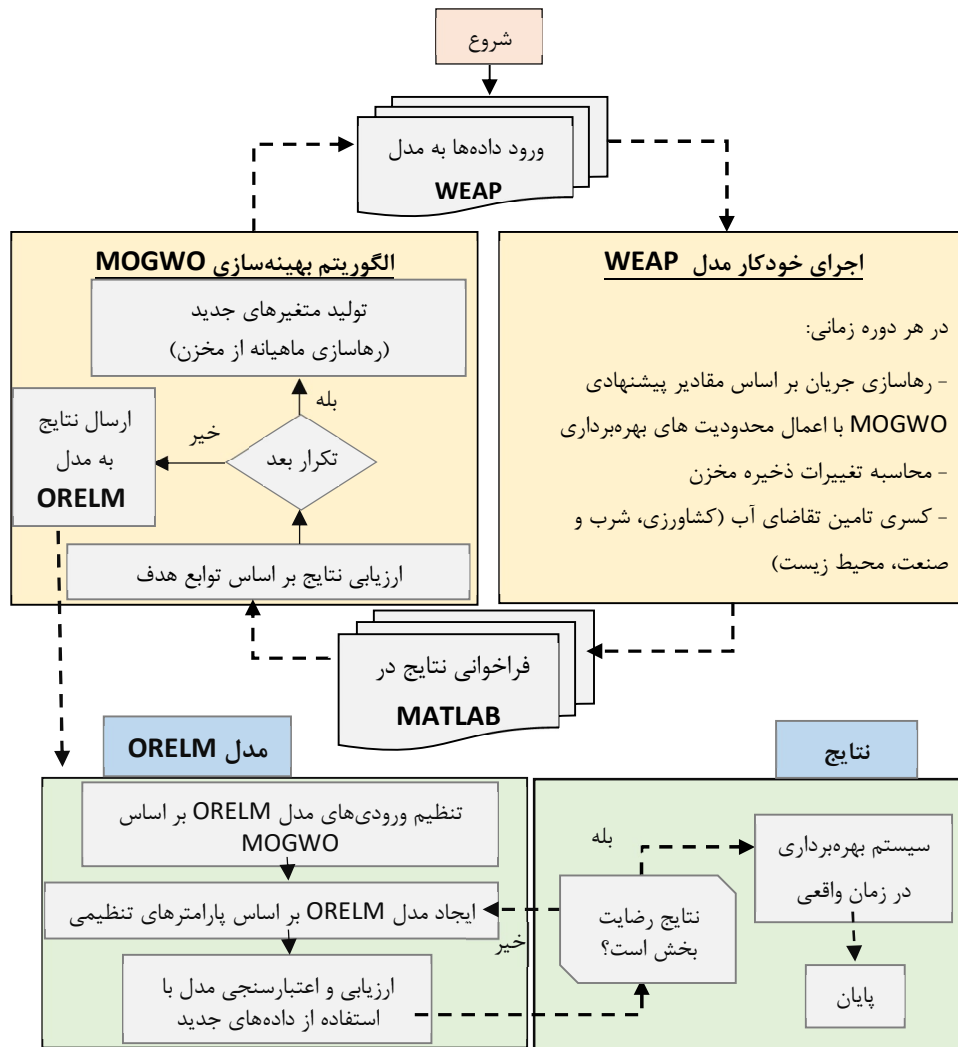 شروع
ورود داده‌ها به مدل
WEAP
الگوریتم بهینه‌سازی MOGWO
تولید متغیرهای جدید
(رهاسازی ماهیانه از مخزن)
بله
خیر
تکرار بعد
ارسال نتایج
به مدل
ORELM
ارزیابی نتایج بر اساس توابع هدف
اجرای خودکار مدل WEAP
در هر دوره زمانی:
- رهاسازی جریان بر اساس مقادیر پیشنهادی
MOGWO با اعمال محدودیت های بهره‌برداری
- محاسبه تغییرات ذخیره مخزن
- کسری تامین تقاضای آب (کشاورزی، شرب و
صنعت، محیط زیست)
فراخوانی نتایج در
MATLAB
مدل ORELM
تنظیم ورودی‌های مدل ORELM بر اساس
MOGWO
ایجاد مدل ORELM بر اساس پارامترهای تنظیمی
ارزیابی و اعتبارسنجی مدل با
استفاده از داده‌های جدید
نتایج
بله
خیر
نتایج رضایت
بخش است؟
سیستم بهره‌برداری
در زمان واقعی
پایان